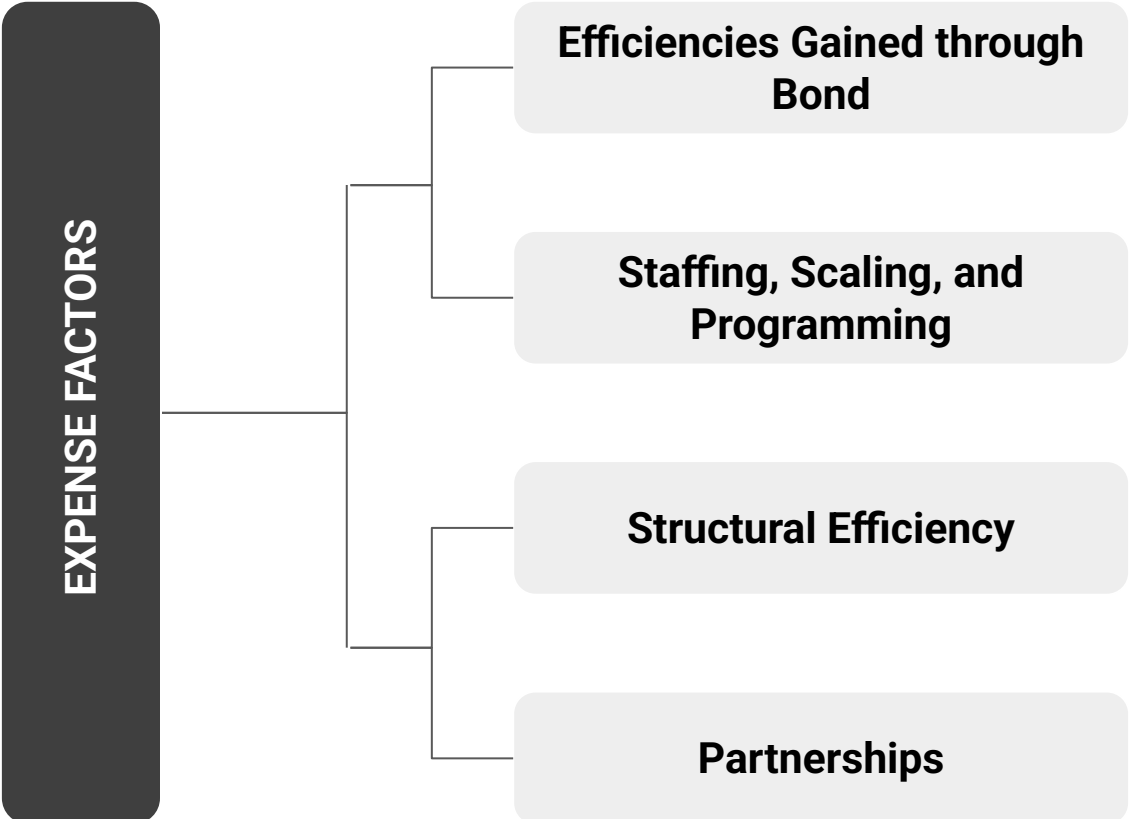 EXPENSE FACTORS
Efficiencies Gained through
Bond
Staffing, Scaling, and
Programming
Structural Efficiency
Partnerships